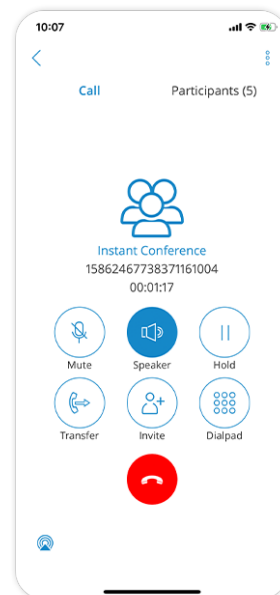 10:07
Call Participants (5)
Instant Conference
15862467738371161004
00:01:17
Mute Speaker Hold
Transfer Invite Dialpad